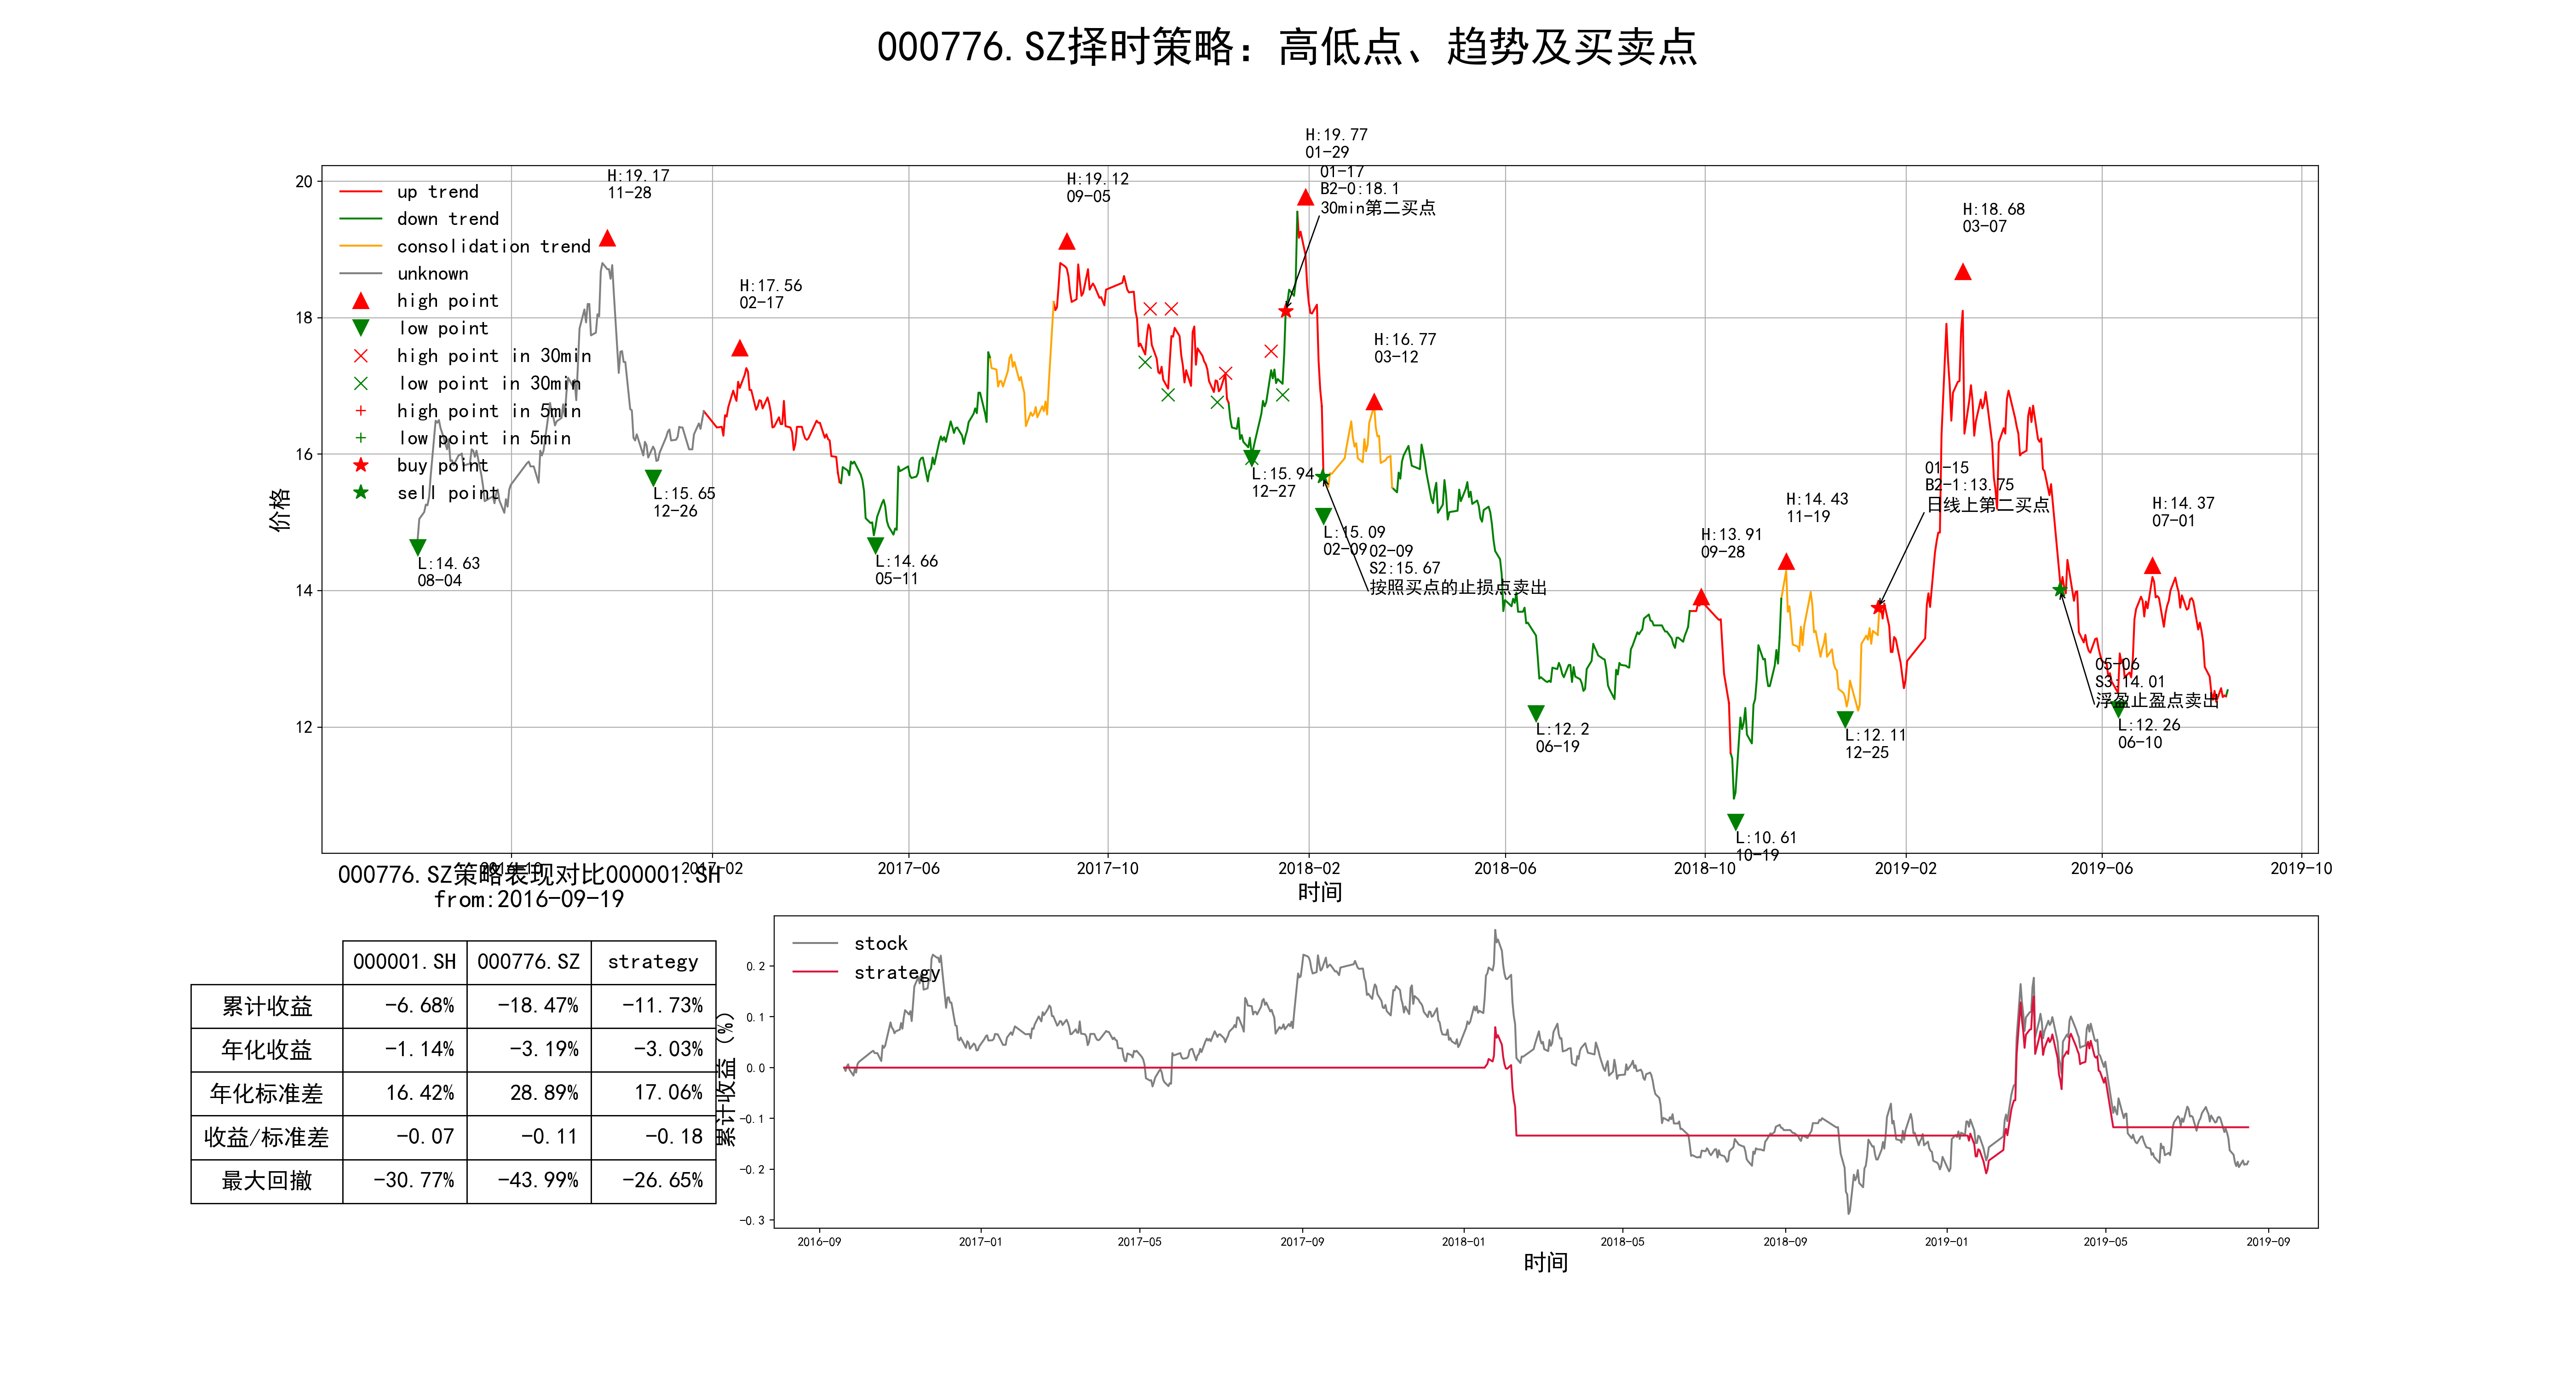 000776.SZ择时策略：高低点、趋势及买卖点
H:19.77
01-29
01-17
B2-0:18.1
30min第二买点
H:19.17
11-28
H:19.12
09-05
H:18.68
03-07
H:17.56
02-17
H:16.77
03-12
up trend
down trend
consolidation trend
unknown
high point
low point
high point in 30min
low point in 30min
high point in 5min
low point in 5min
buy point
sell point
20
18
16
14
12
价格
L:14.63
08-04
L:15.65
12-26
L:14.66
05-11
L:15.94
12-27
L:15.09
02-09
02-09
S2:15.67
按照买点的止损点卖出
L:12.2
06-19
H:13.91
09-28
L:10.61
10-19
H:14.43
11-19
L:12.11
12-25
01-15
B2-1:13.75
日线上第二买点
05-06
S3:14.01
浮盈止盈点卖出
L:12.26
06-10
H:14.37
07-01
2016-10
2017-02
2017-06
2017-10
2018-02
2018-06
2018-10
2019-02
2019-06
2019-10
时间
000776.SZ策略表现对比000001.SH
from:2016-09-19
000001.SH 000776.SZ strategy
累计收益 -6.68% -18.47% -11.73%
年化收益 -1.14% -3.19% -3.03%
年化标准差 16.42% 28.89% 17.06%
收益/标准差 -0.07 -0.11 -0.18
最大回撤 -30.77% -43.99% -26.65%
stock
strategy
累计收益（%）
0.2
0.1
0.0
-0.1
-0.2
-0.3
2016-09
2017-01
2017-05
2017-09
2018-01
2018-05
2018-09
2019-01
2019-05
2019-09
时间